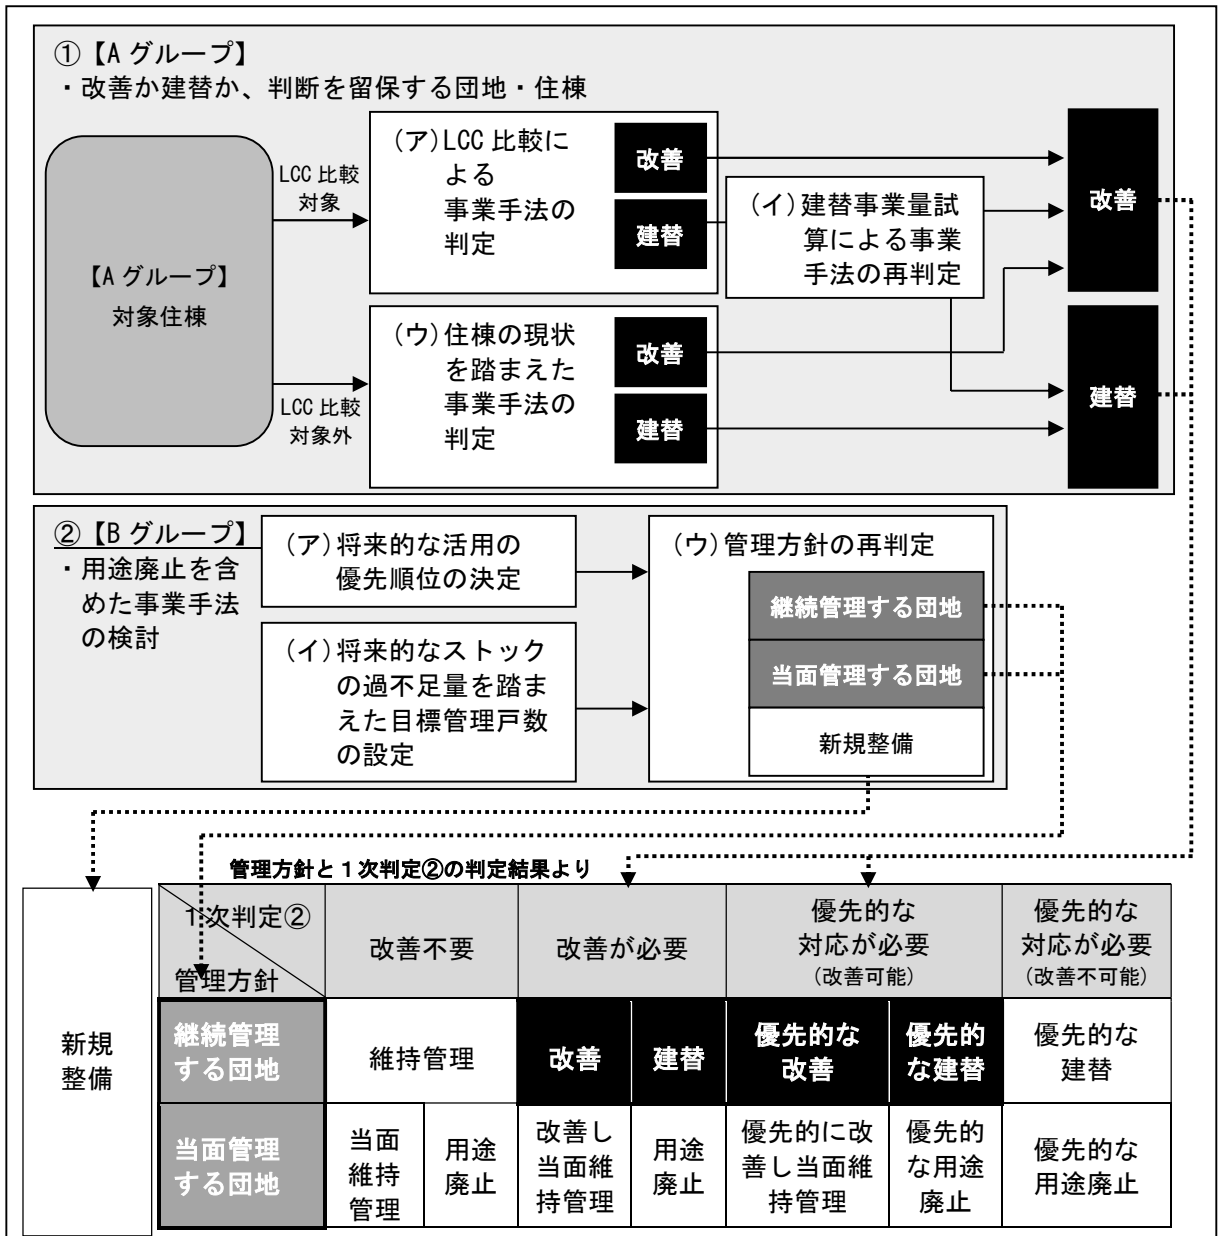 ①【Aグループ】
・改善か建替か、判断を留保する団地・住棟
【Aグループ】
対象住棟
LCC比較
対象
LCC比較
対象外
(ア)LCC比較に
よる
事業手法の
判定
改善
建替
(イ)建替事業量試
算による事業
手法の再判定
(ウ)住棟の現状
を踏まえた
事業手法の
判定
改善
建替
改善
建替
②【Bグループ】
・用途廃止を含
めた事業手法
の検討
(ア)将来的な活用の
優先順位の決定
(イ)将来的なストック
の過不足量を踏ま
えた目標管理戸数
の設定
(ウ)管理方針の再判定
継続管理する団地
当面管理する団地
新規整備
管理方針と1次判定②の判定結果より
新規
整備
1次判定②
管理方針
改善不要
改善が必要
優先的な
対応が必要
(改善可能)
優先的な
対応が必要
(改善不可能)
継続管理
する団地
維持管理
改善
建替
優先的な
改善
優先的
な建替
優先的な
建替
当面管理
する団地
当面
維持
管理
用途
廃止
改善し
当面維
持管理
用途
廃止
優先的に改
善し当面維
持管理
優先的
な用途
廃止
優先的な
用途廃止